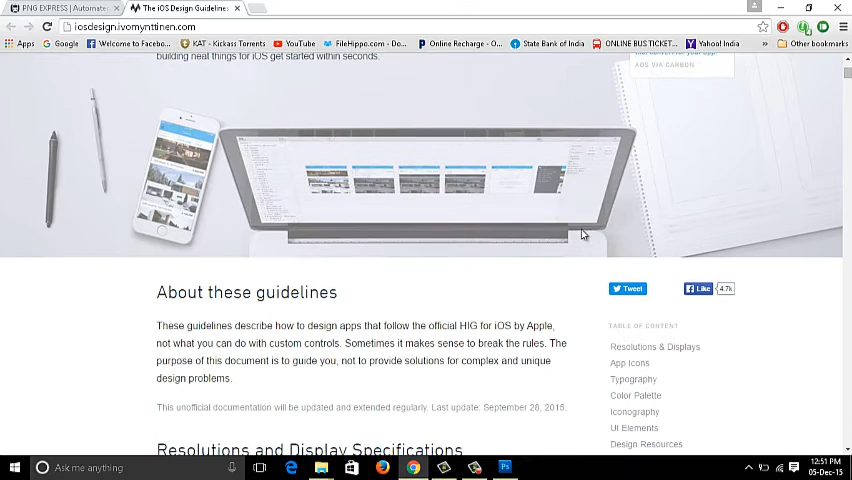 PNG EXPRESS | Automate
The iOS Design Guidelines
iosdesign.ivomynttinen.com
Apps
Google
Welcome to Facebo...
KAT - Kickass Torrents
YouTube
FileHippo.com - Do...
Online Recharge - O...
State Bank of India
ONLINE BUS TICKET...
Yahoo! India
Other bookmarks
building neat things for iOS get started within seconds.
ADS VIA CARBON
About these guidelines
Tweet
Like
4.7k
These guidelines describe how to design apps that follow the official HIG for iOS by Apple,
not what you can do with custom controls. Sometimes it makes sense to break the rules. The
purpose of this document is to guide you, not to provide solutions for complex and unique
design problems.
This unofficial documentation will be updated and extended regularly. Last update: September 28, 2015.
TABLE OF CONTENT
Resolutions & Displays
App Icons
Typography
Color Palette
Iconography
UI Elements
Design Resources
Resolutions and Display Specifications
Ask me anything
12:51 PM
05-Dec-15